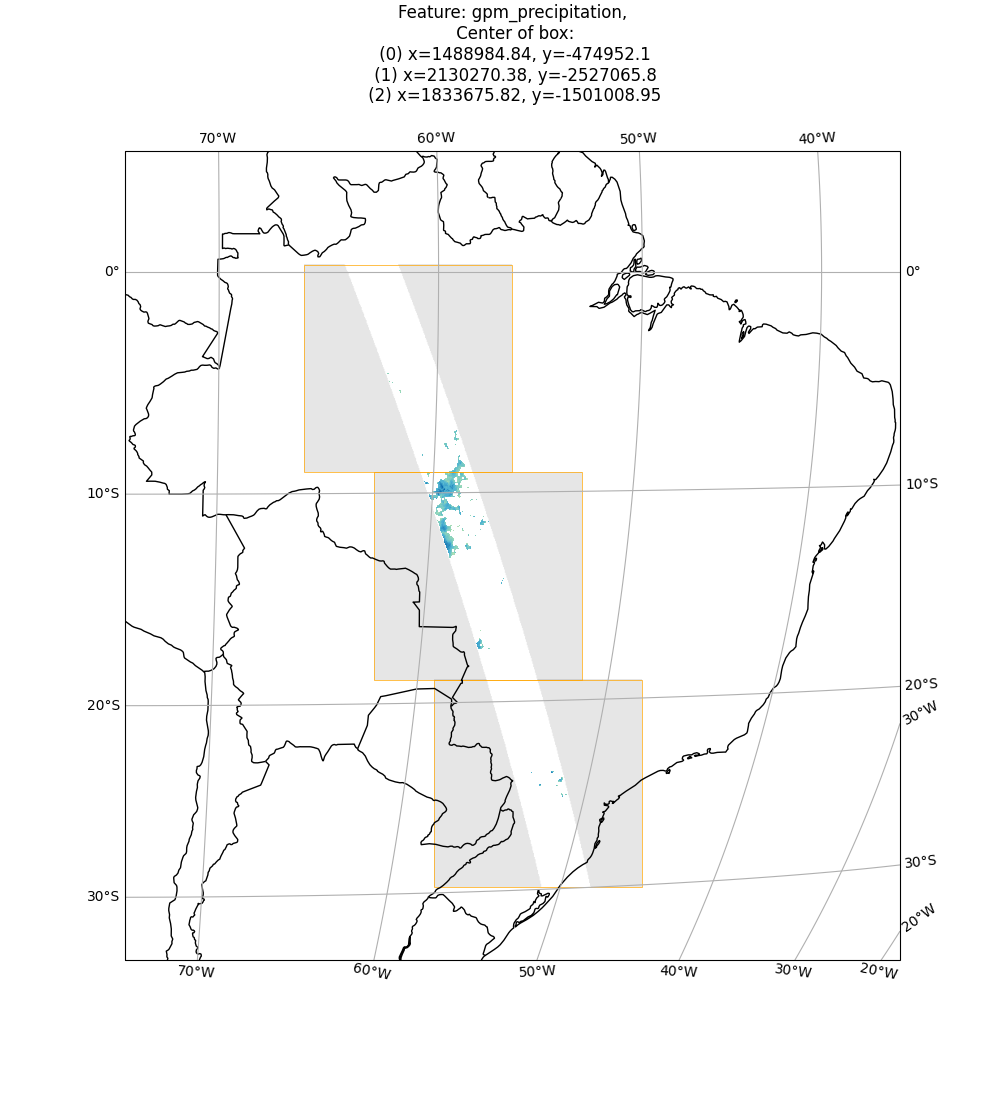 Feature: gpm_precipitation,
Center of box:
(0) x=1488984.84, y=-474952.1
(1) x=2130270.38, y=-2527065.8
(2) x=1833675.82, y=-1501008.95
70°W 60°W 50°W 40°W
0° 0°
10°S 10°S
20°S 20°S
30°W
30°S 30°S
20°W
70°W 60°W 50°W 40°W 30°W 20°W